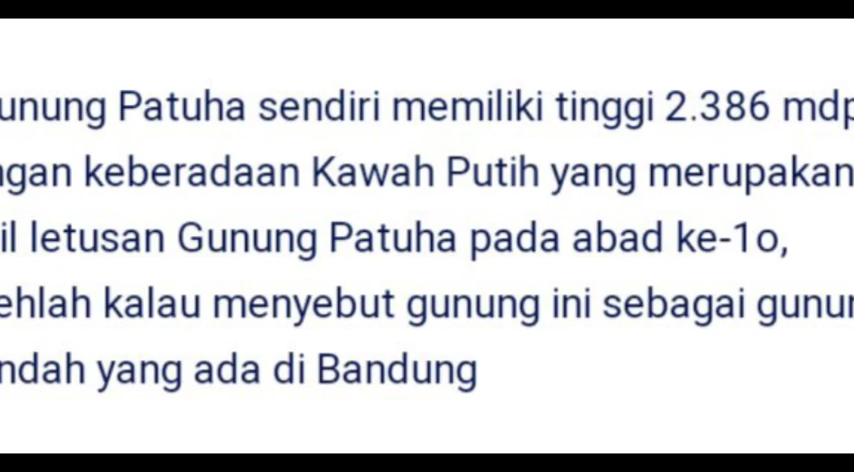 unung Patuha sendiri memiliki tinggi 2.386 mdp
ngan keberadaan Kawah Putih yang merupakan
il letusan Gunung Patuha pada abad ke-1o,
ehlah kalau menyebut gunung ini sebagai gunun
ndah yang ada di Bandung